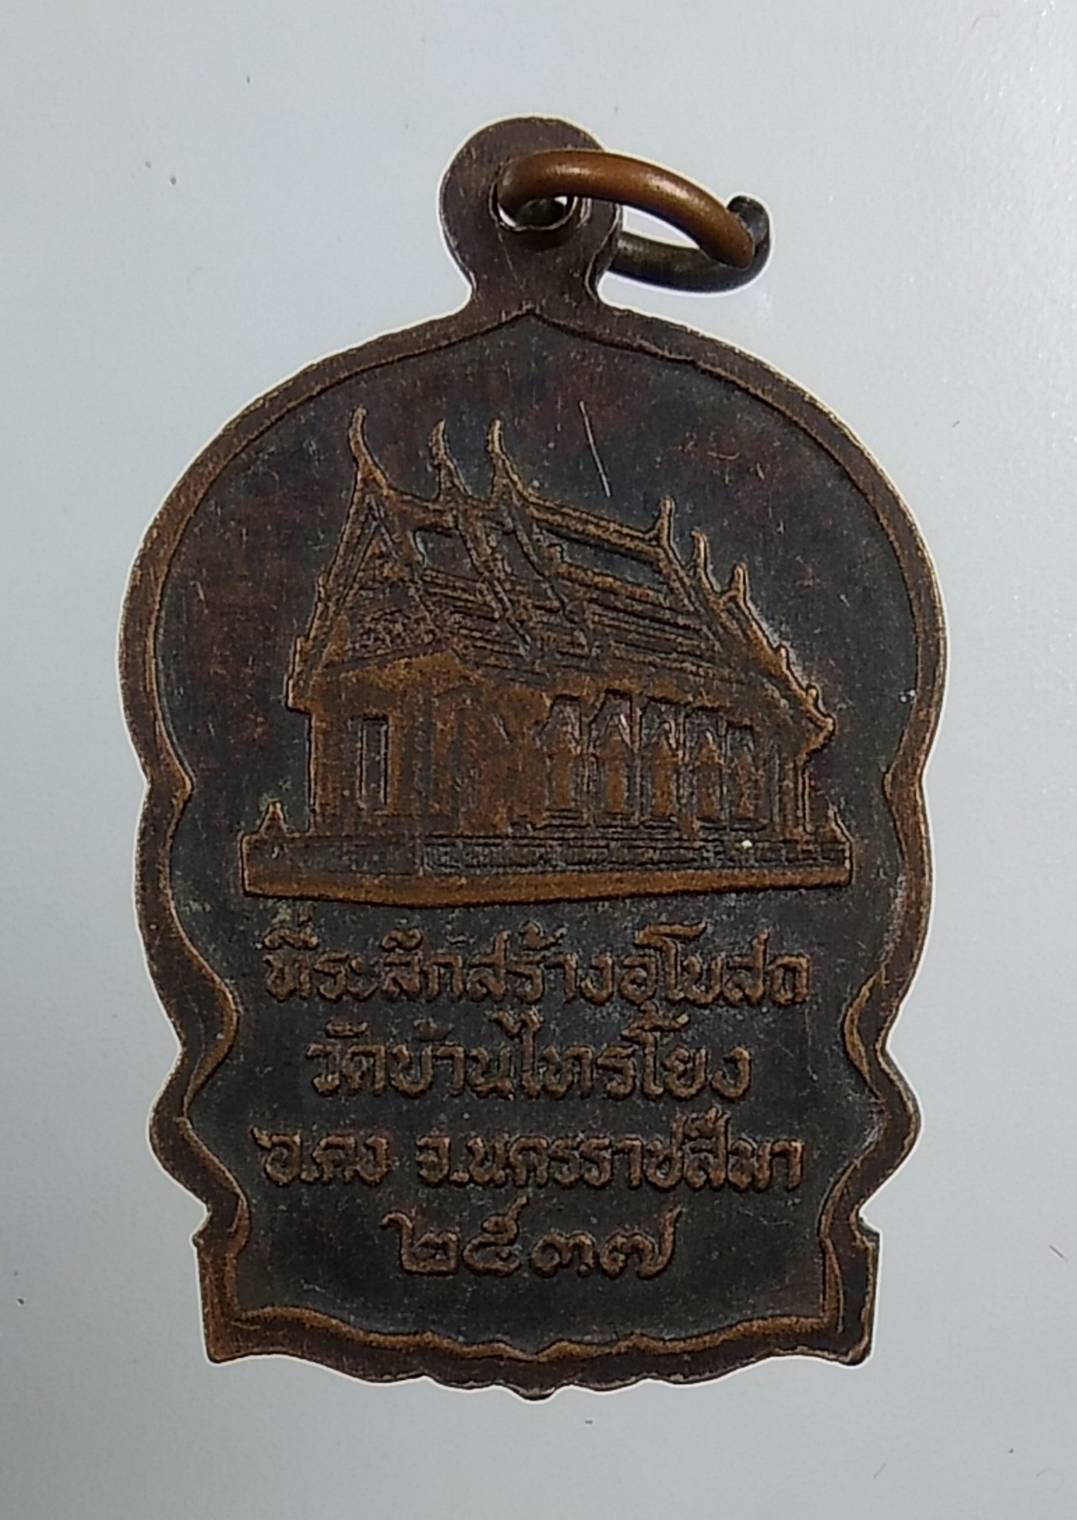 ที่ระลึกสร้างอุโบสถ
วัดบ้านไทรโยง
อ.คง จ.นครราชสีมา
๒๕๓๗